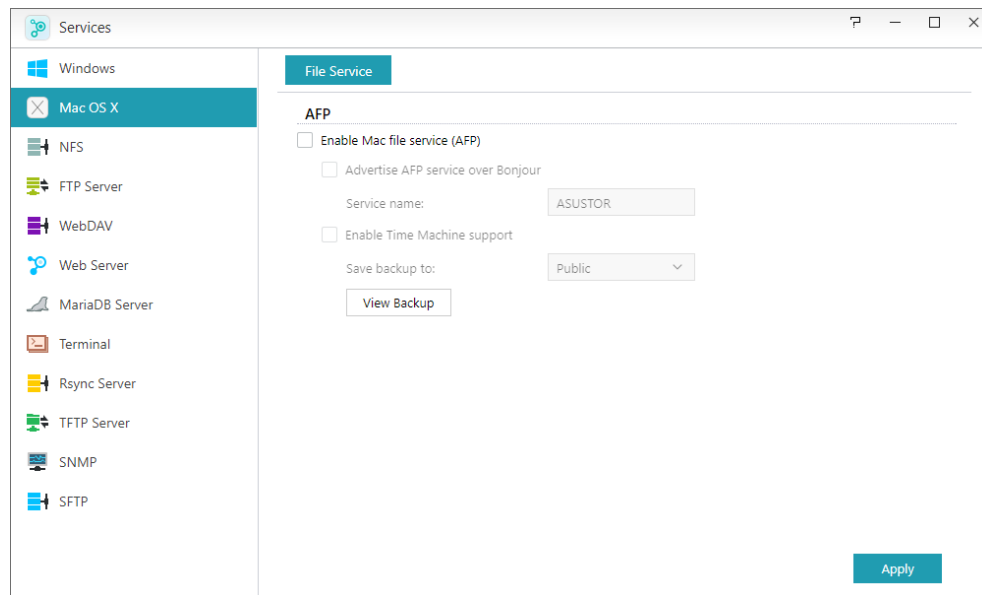 Services
Windows
Mac OS X
NFS
FTP Server
WebDAV
Web Server
MariaDB Server
Terminal
Rsync Server
TFTP Server
SNMP
SFTP
File Service
AFP
Enable Mac file service (AFP)
Advertise AFP service over Bonjour
Service name: ASUSTOR
Enable Time Machine support
Save backup to: Public
View Backup
Apply